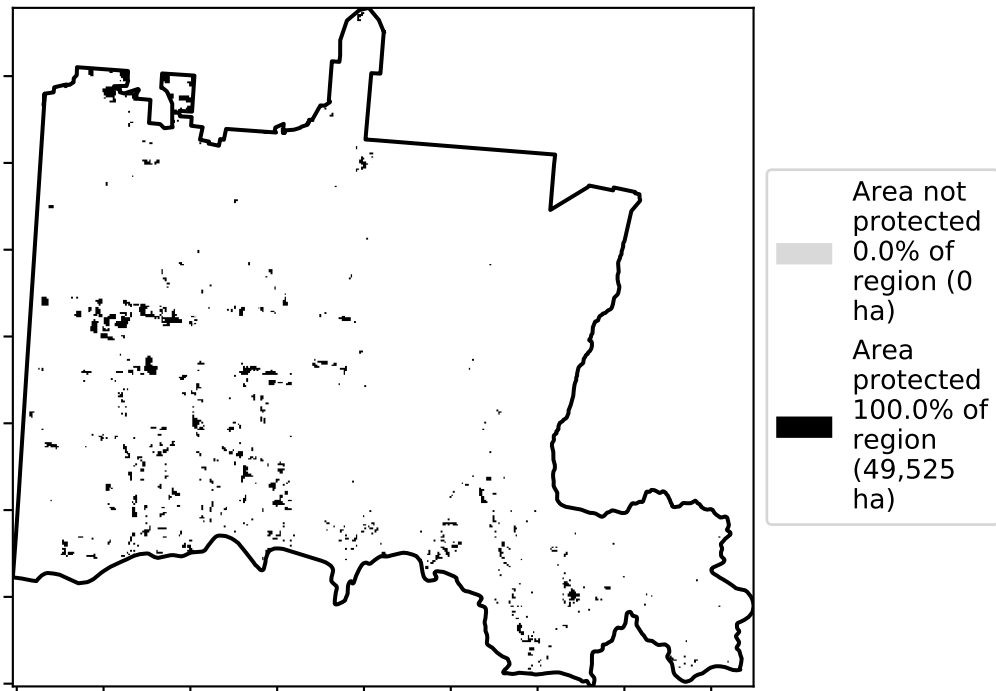 Area not
protected
0.0% of
region (0
ha)
Area
protected
100.0% of
region
(49,525
ha)